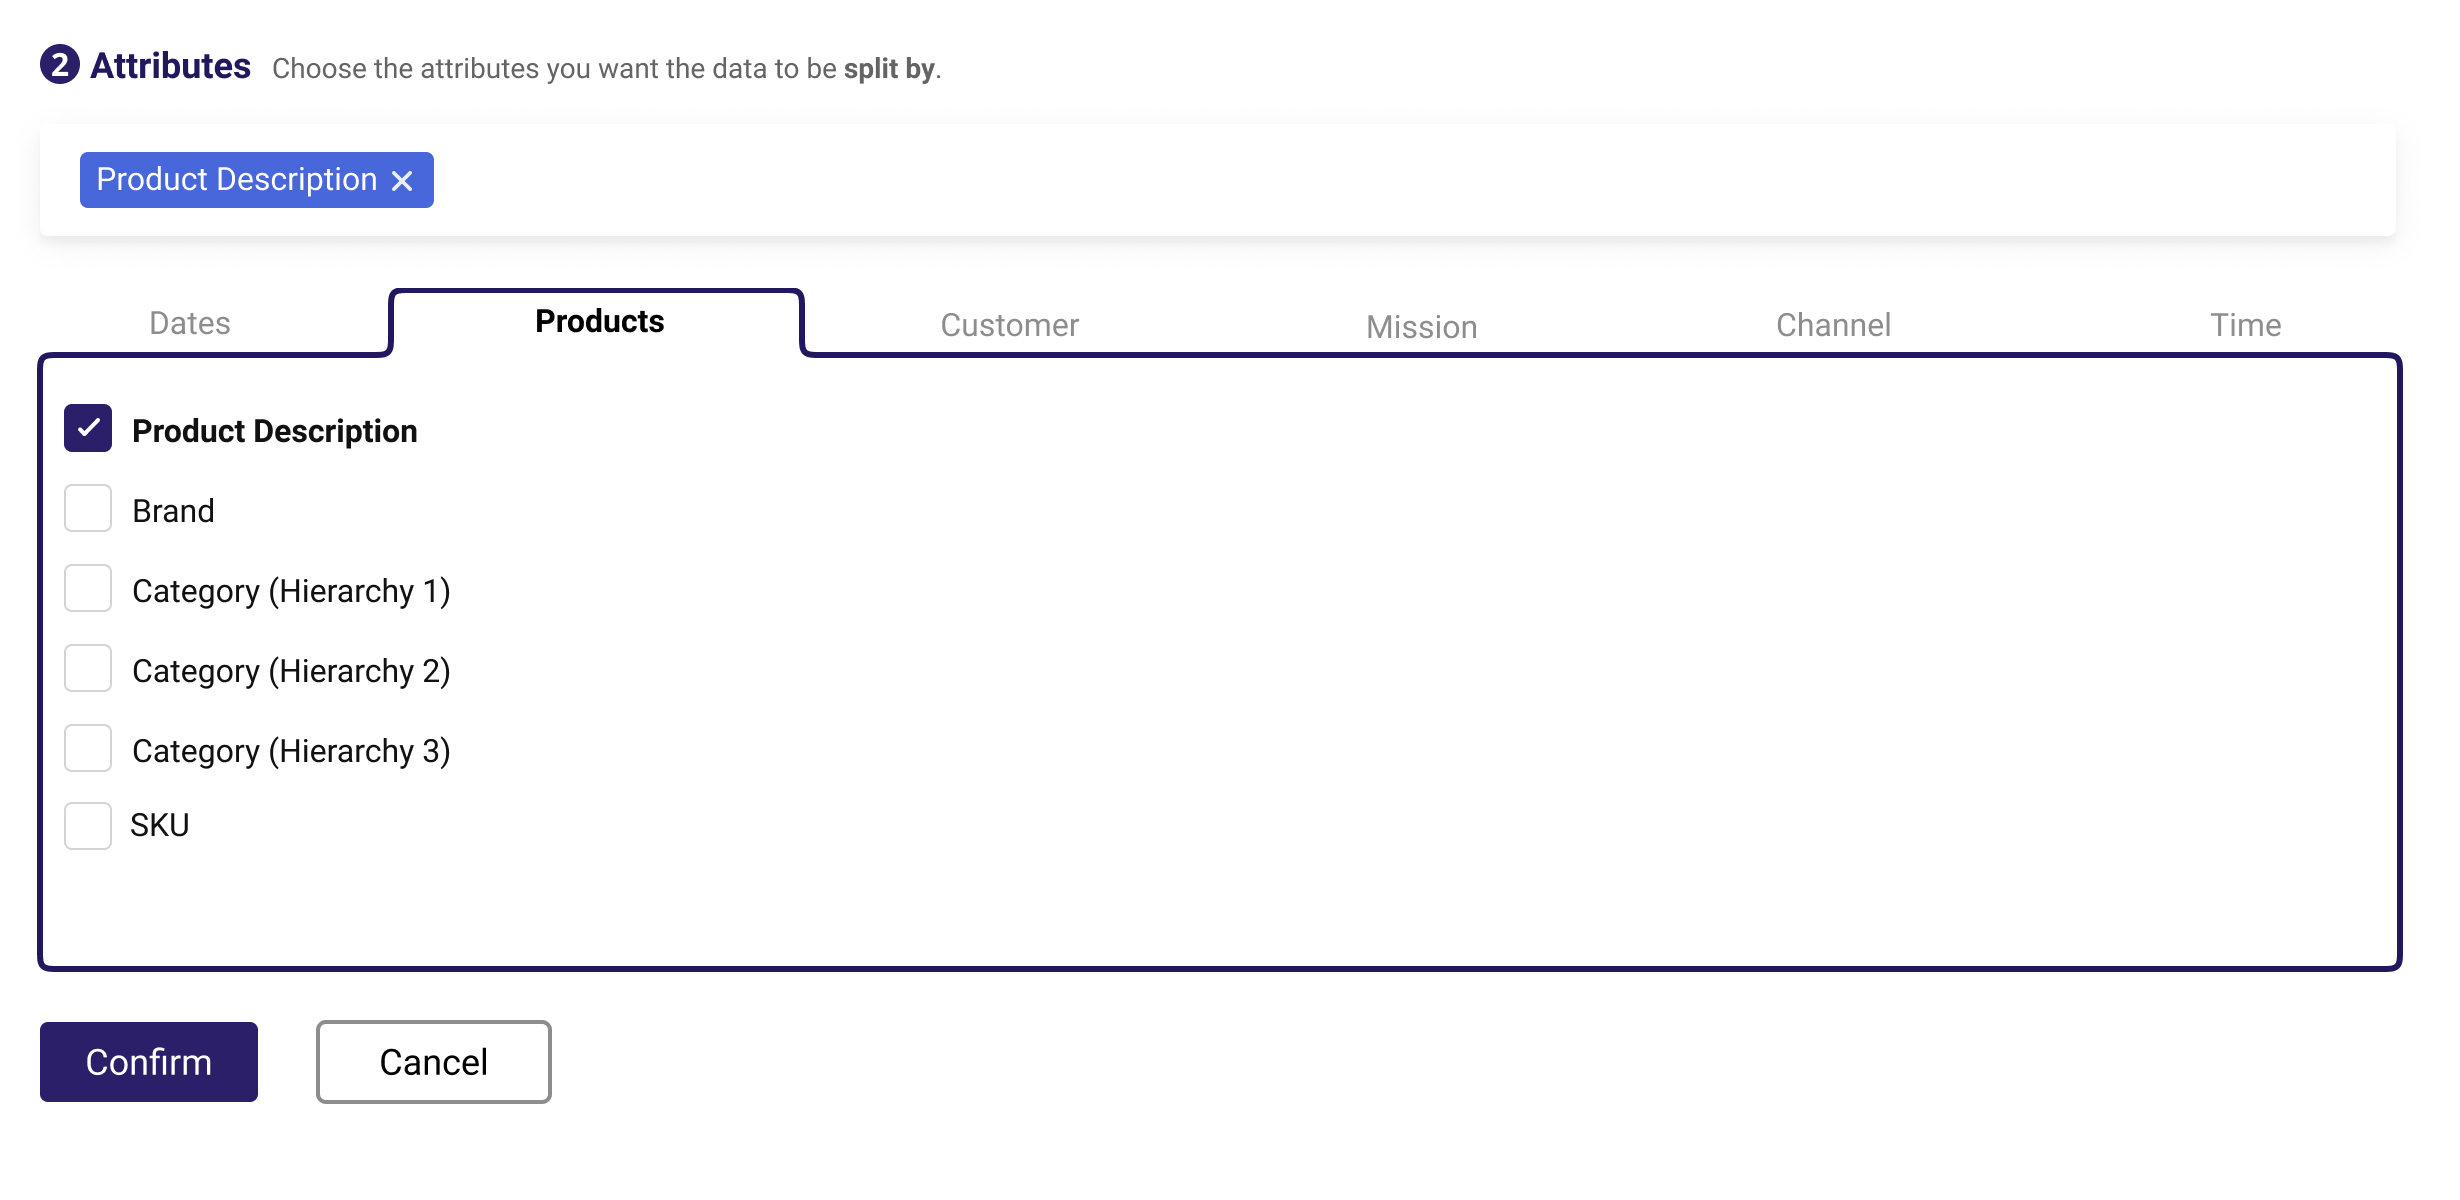 2 Attributes Choose the attributes you want the data to be split by.
Product Description
Dates Products Customer Mission Channel Time
Product Description
Brand
Category (Hierarchy 1)
Category (Hierarchy 2)
Category (Hierarchy 3)
SKU
Confirm Cancel